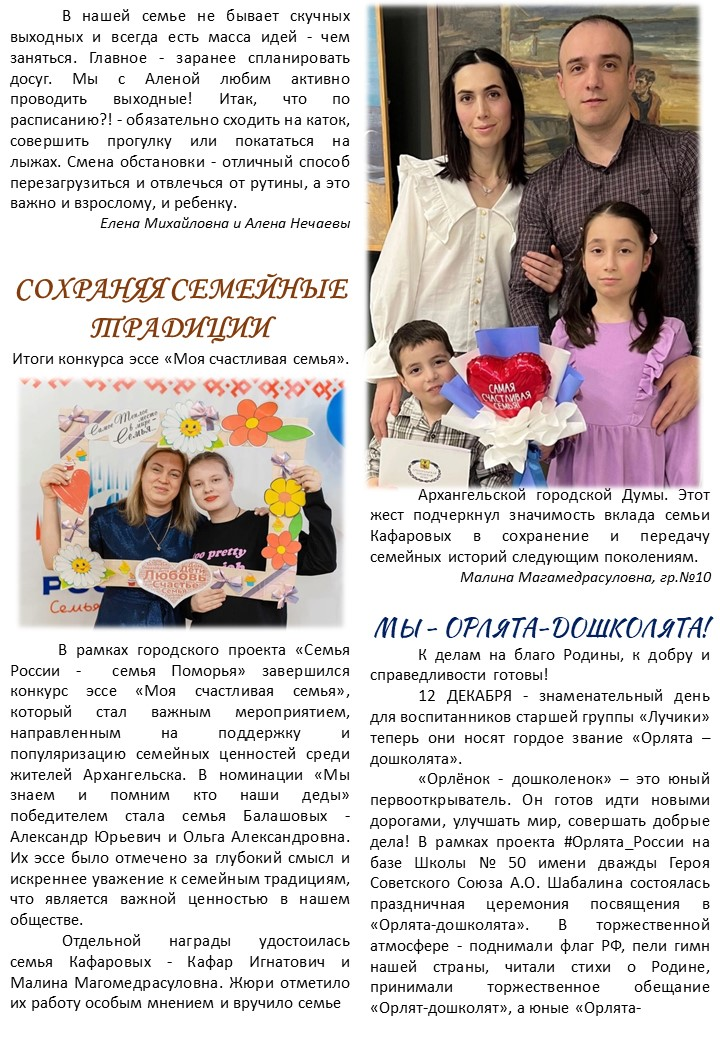 В нашей семье не бывает скучных
выходных и всегда есть масса идей - чем
заняться. Главное - заранее спланировать
досуг. Мы с Аленой любим активно
проводить выходные! Итак, что по
расписанию?! - обязательно сходить на каток,
совершить прогулку или покататься на
лыжах. Смена обстановки - отличный способ
перезагрузиться и отвлечься от рутины, а это
важно и взрослому, и ребенку.
Елена Михайловна и Алена Нечаевы
СОХРАНЯЯ СЕМЕЙНЫЕ
ТРАДИЦИИ
Итоги конкурса эссе «Моя счастливая семья».
Самы Тёплы
место
в мире -
Семья
РОС
Семья
Дети
Любовь
Счастье
Семья
too pretty
В рамках городского проекта «Семья
России - семья Поморья» завершился
конкурс эссе «Моя счастливая семья»,
который стал важным мероприятием,
направленным на поддержку и
популяризацию семейных ценностей среди
жителей Архангельска. В номинации «Мы
знаем и помним кто наши деды»
победителем стала семья Балашовых -
Александр Юрьевич и Ольга Александровна.
Их эссе было отмечено за глубокий смысл и
искреннее уважение к семейным традициям,
что является важной ценностью в нашем
обществе.
Отдельной награды удостоилась
семья Кафаровых - Кафар Игнатович и
Малина Магомедрасуловна. Жюри отметило
их работу особым мнением и вручило семье
САМАЯ
СЧАСТЛИВАЯ
СЕМЬЯ!
Архангельской городской Думы. Этот
жест подчеркнул значимость вклада семьи
Кафаровых в сохранение и передачу
семейных историй следующим поколениям.
Малина Магамедрасуловна, гр.№10
МЫ - ОРЛЯТА-ДОШКОЛЯТА!
К делам на благо Родины, к добру и
справедливости готовы!
12 ДЕКАБРЯ - знаменательный день
для воспитанников старшей группы «Лучики»
теперь они носят гордое звание «Орлята –
дошколята».
«Орлёнок - дошколенок» – это юный
первооткрыватель. Он готов идти новыми
дорогами, улучшать мир, совершать добрые
дела! В рамках проекта #Орлята_России на
базе Школы № 50 имени дважды Героя
Советского Союза А.О. Шабалина состоялась
праздничная церемония посвящения в
«Орлята-дошколята». В торжественной
атмосфере - поднимали флаг РФ, пели гимн
нашей страны, читали стихи о Родине,
принимали торжественное обещание
«Орлят-дошколят», а юные «Орлята-